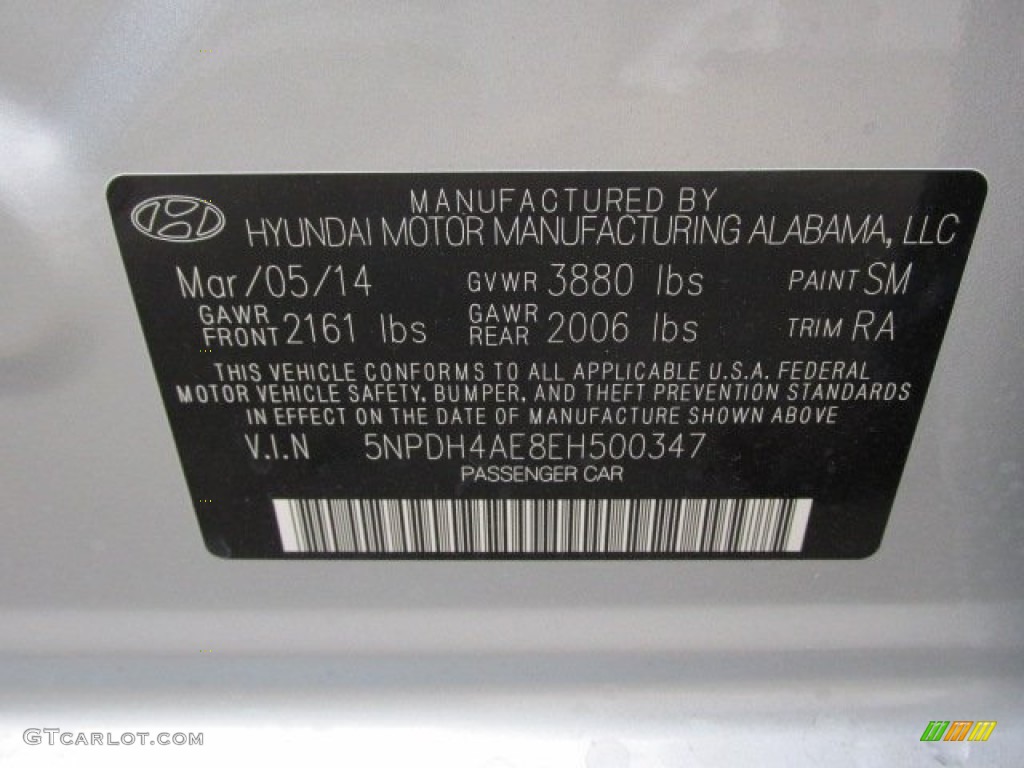 MANUFACTURED BY
HYUNDAI MOTOR MANUFACTURING ALABAMA, LLC
Mar/05/14 GVWR 3880 lbs PAINT SM
GAWR FRONT 2161 lbs GAWR REAR 2006 lbs TRIM RA
THIS VEHICLE CONFORMS TO ALL APPLICABLE U.S.A. FEDERAL
MOTOR VEHICLE SAFETY, BUMPER, AND THEFT PREVENTION STANDARDS
IN EFFECT ON THE DATE OF MANUFACTURE SHOWN ABOVE
V.I.N 5NPDH4AE8EH500347
PASSENGER CAR
GTCARLOT.COM